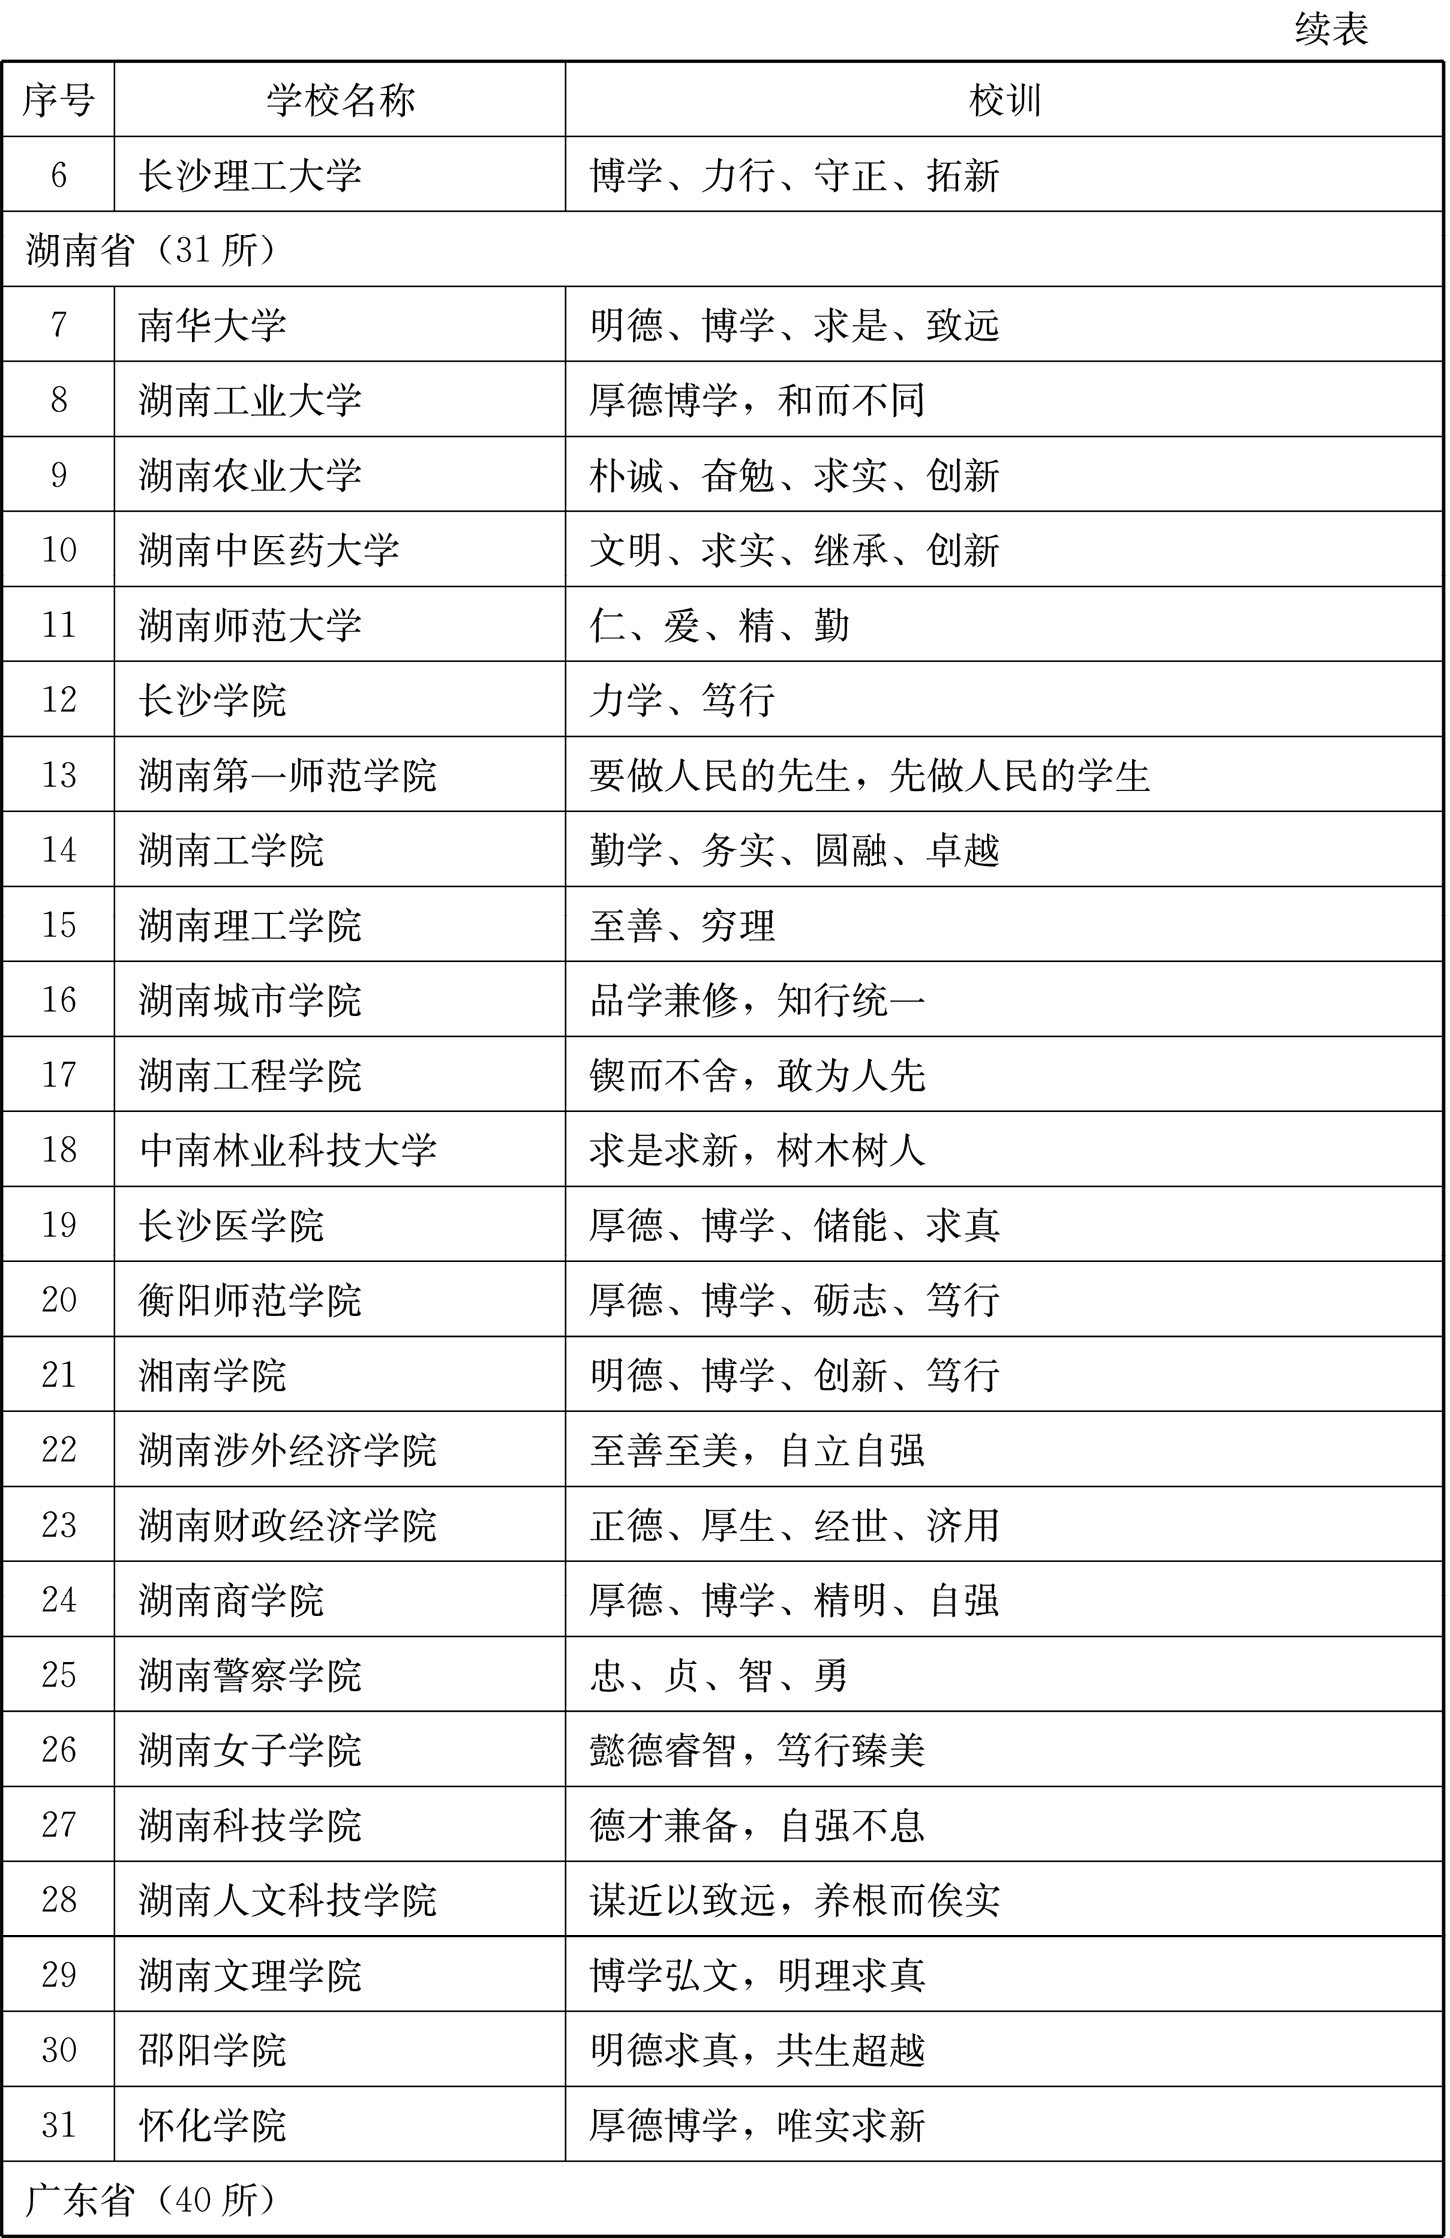 续表
序号 学校名称 校训
6 长沙理工大学 博学、力行、守正、拓新
湖南省（31 所）
7 南华大学 明德、博学、求是、致远
8 湖南工业大学 厚德博学，和而不同
9 湖南农业大学 朴诚、奋勉、求实、创新
10 湖南中医药大学 文明、求实、继承、创新
11 湖南师范大学 仁、爱、精、勤
12 长沙学院 力学、笃行
13 湖南第一师范学院 要做人民的先生，先做人民的学生
14 湖南工学院 勤学、务实、圆融、卓越
15 湖南理工学院 至善、穷理
16 湖南城市学院 品学兼修，知行统一
17 湖南工程学院 锲而不舍，敢为人先
18 中南林业科技大学 求是求新，树木树人
19 长沙医学院 厚德、博学、储能、求真
20 衡阳师范学院 厚德、博学、砺志、笃行
21 湘南学院 明德、博学、创新、笃行
22 湖南涉外经济学院 至善至美，自立自强
23 湖南财政经济学院 正德、厚生、经世、济用
24 湖南商学院 厚德、博学、精明、自强
25 湖南警察学院 忠、贞、智、勇
26 湖南女子学院 懿德睿智，笃行臻美
27 湖南科技学院 德才兼备，自强不息
28 湖南人文科技学院 谋近以致远，养根而俟实
29 湖南文理学院 博学弘文，明理求真
30 邵阳学院 明德求真，共生超越
31 怀化学院 厚德博学，唯实求新
广东省（40 所）